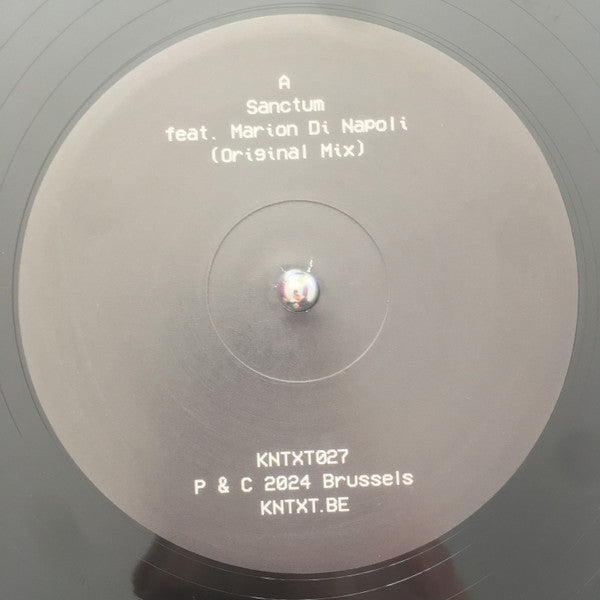 A
Sanctum
feat. Marion Di Napoli
(Original Mix)
KNTXT027
P & C 2024 Brussels
KNTXT.BE